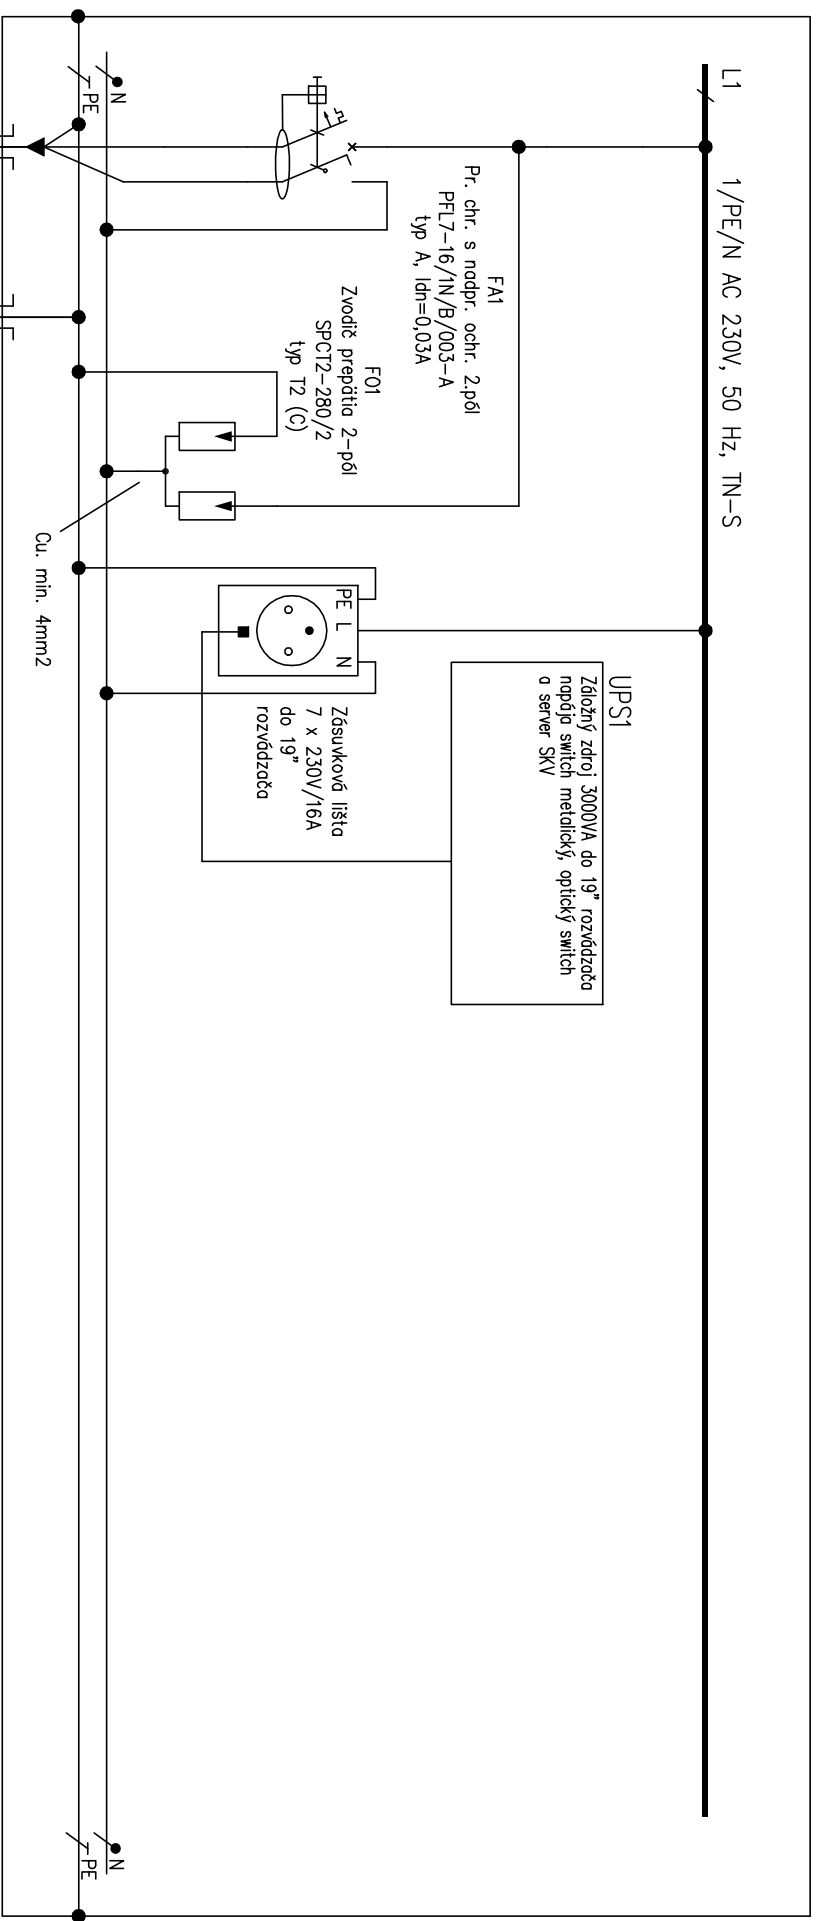 L1
1/PE/N AC 230V, 50 Hz, TN-S
UPS1
Záložný zdroj 3000VA do 19" rozvádzača
napája switch metalický, optický switch
a server SKV
FA1
Pr. chr. s nadpr. ochr. 2.pól
PFL7-16/1N/B/003-A
typ A, Idn=0,03A
FO1
Zvodič prepätia 2-pól
SPCT2-280/2
typ T2 (C)
PE
L
N
Zásuvková lišta
7 x 230V/16A
do 19"
rozvádzača
Cu. min. 4mm2
N
PE
N
PE